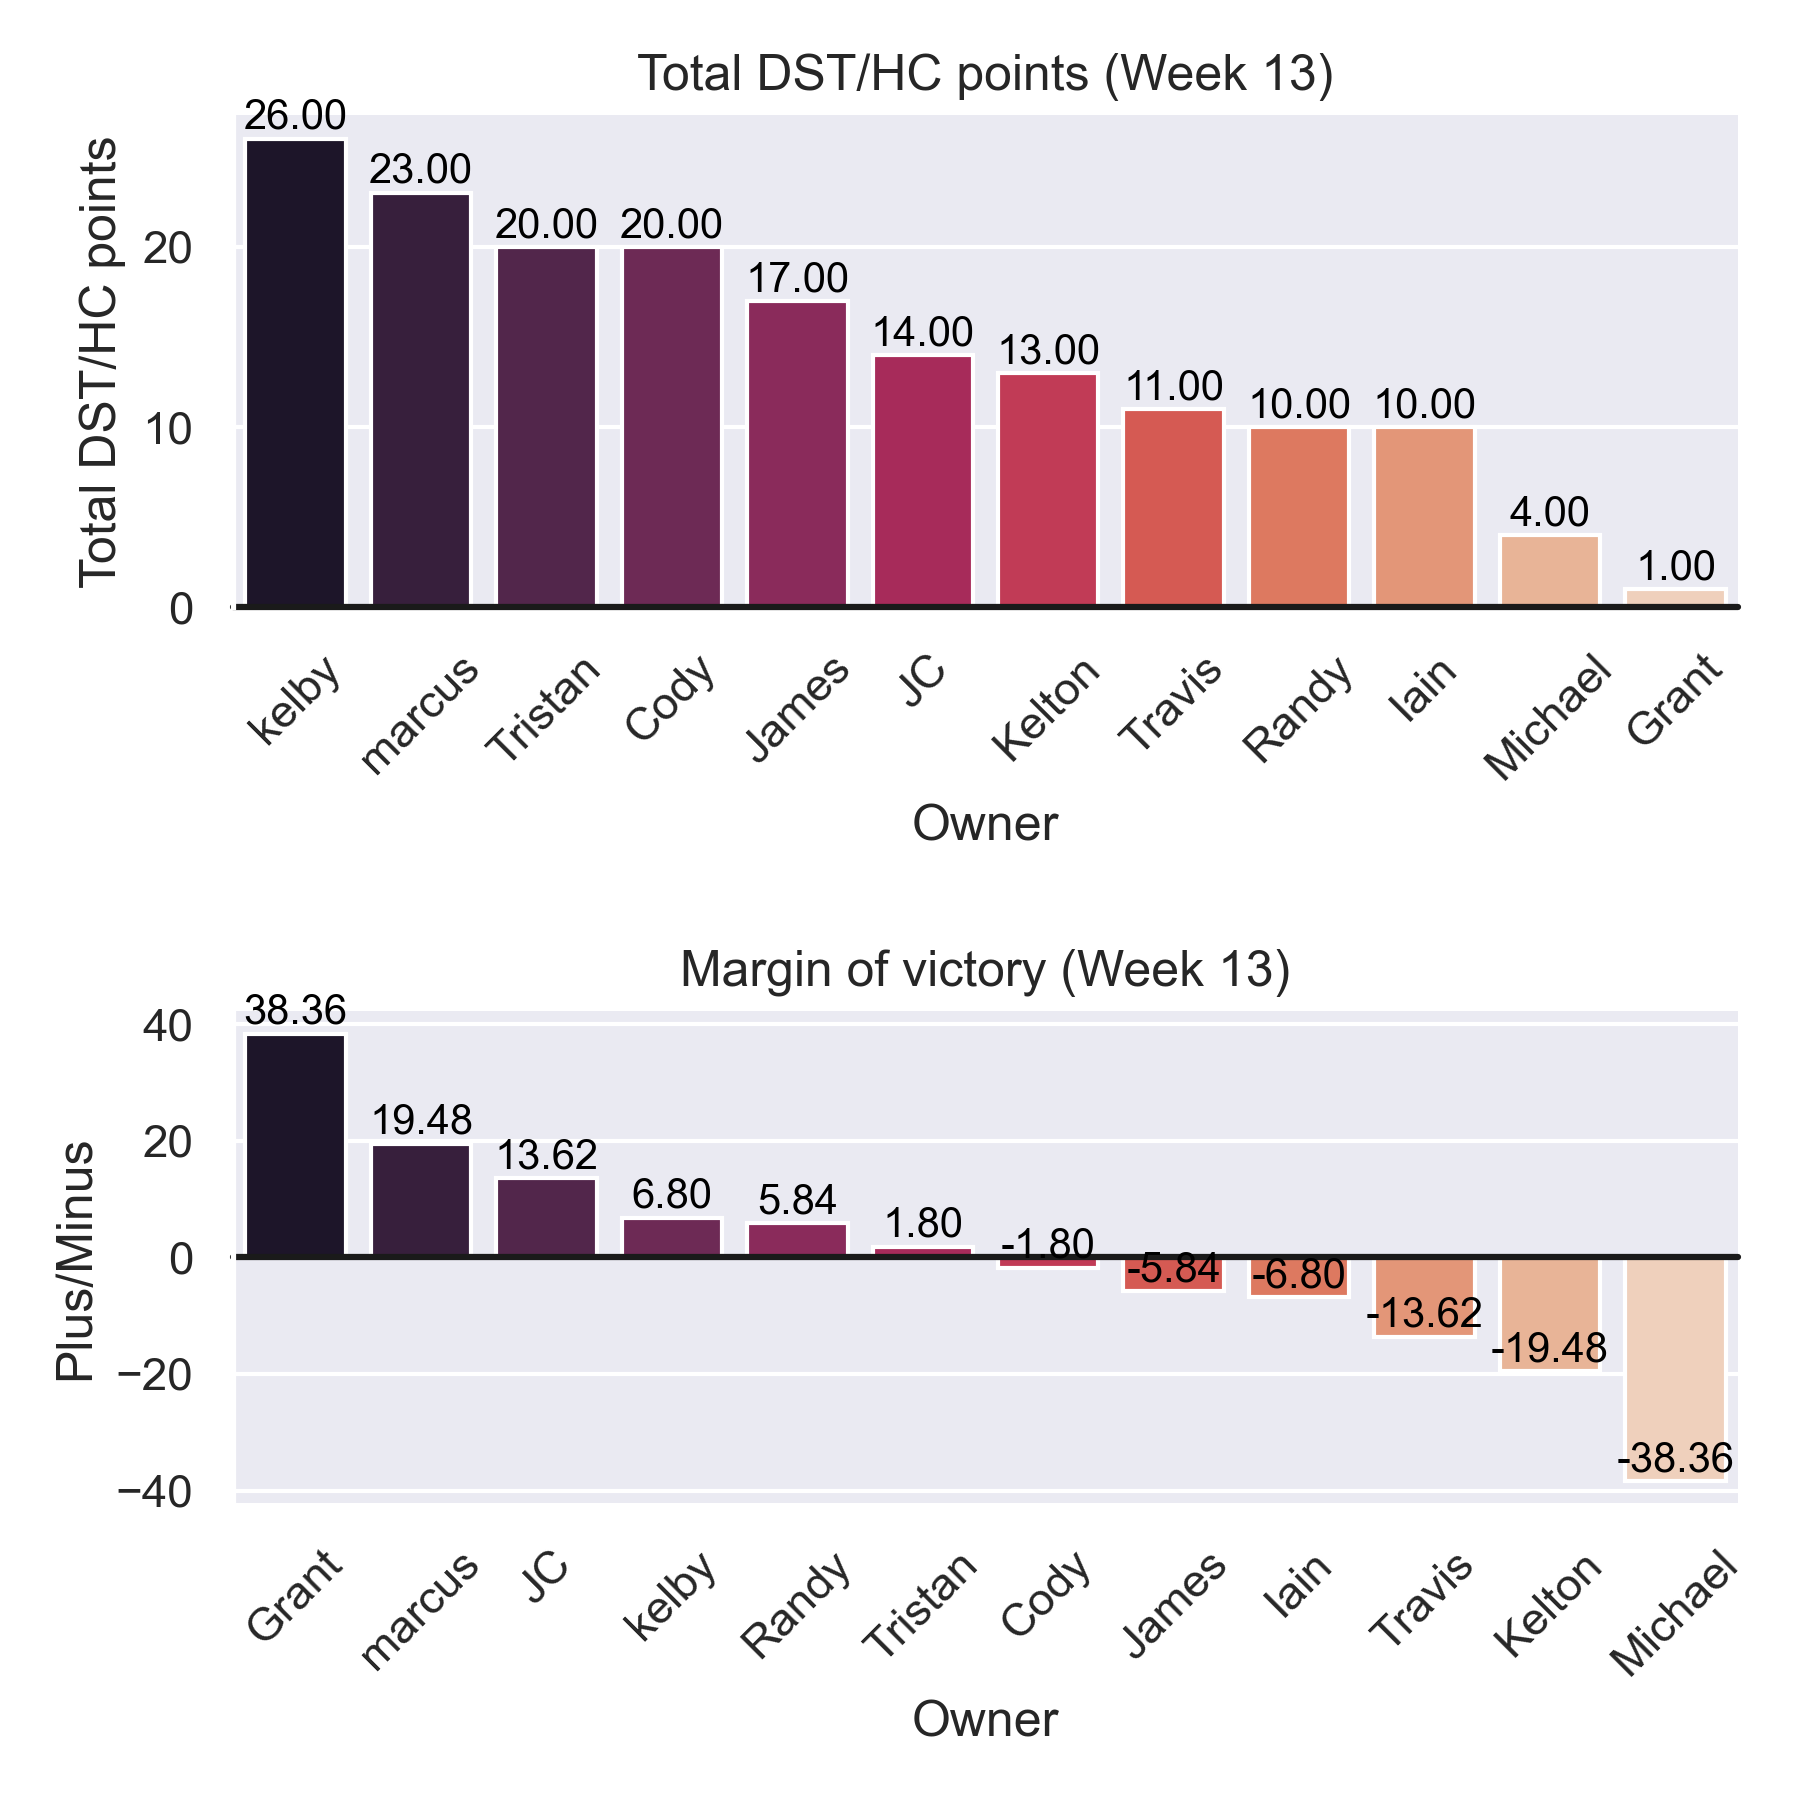 Total DST/HC points (Week 13)
Total DST/HC points
20
10
0
26.00
23.00
20.00
20.00
17.00
14.00
13.00
11.00
10.00
10.00
4.00
1.00
kelby
marcus
Tristan
Cody
James
JC
Kelton
Travis
Randy
Iain
Michael
Grant
Owner
Margin of victory (Week 13)
Plus/Minus
40
20
0
−20
−40
38.36
19.48
13.62
6.80
5.84
1.80
-1.80
-5.84
-6.80
-13.62
-19.48
-38.36
Grant
marcus
JC
kelby
Randy
Tristan
Cody
James
Iain
Travis
Kelton
Michael
Owner